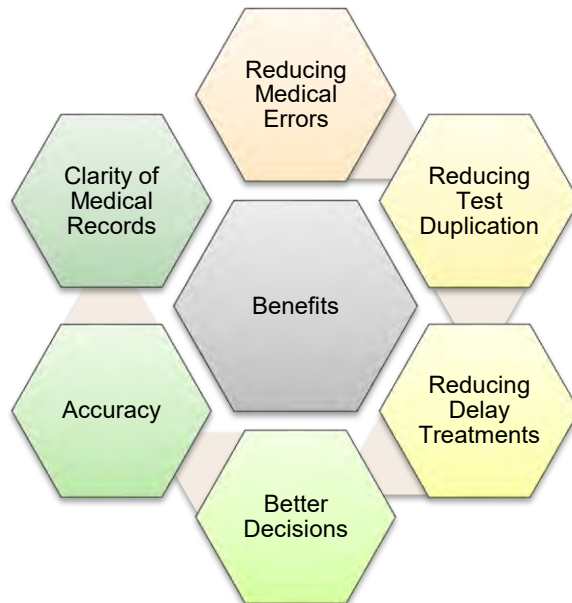 Reducing
Medical
Errors
Reducing
Test
Duplication
Reducing
Delay
Treatments
Better
Decisions
Accuracy
Clarity of
Medical
Records
Benefits